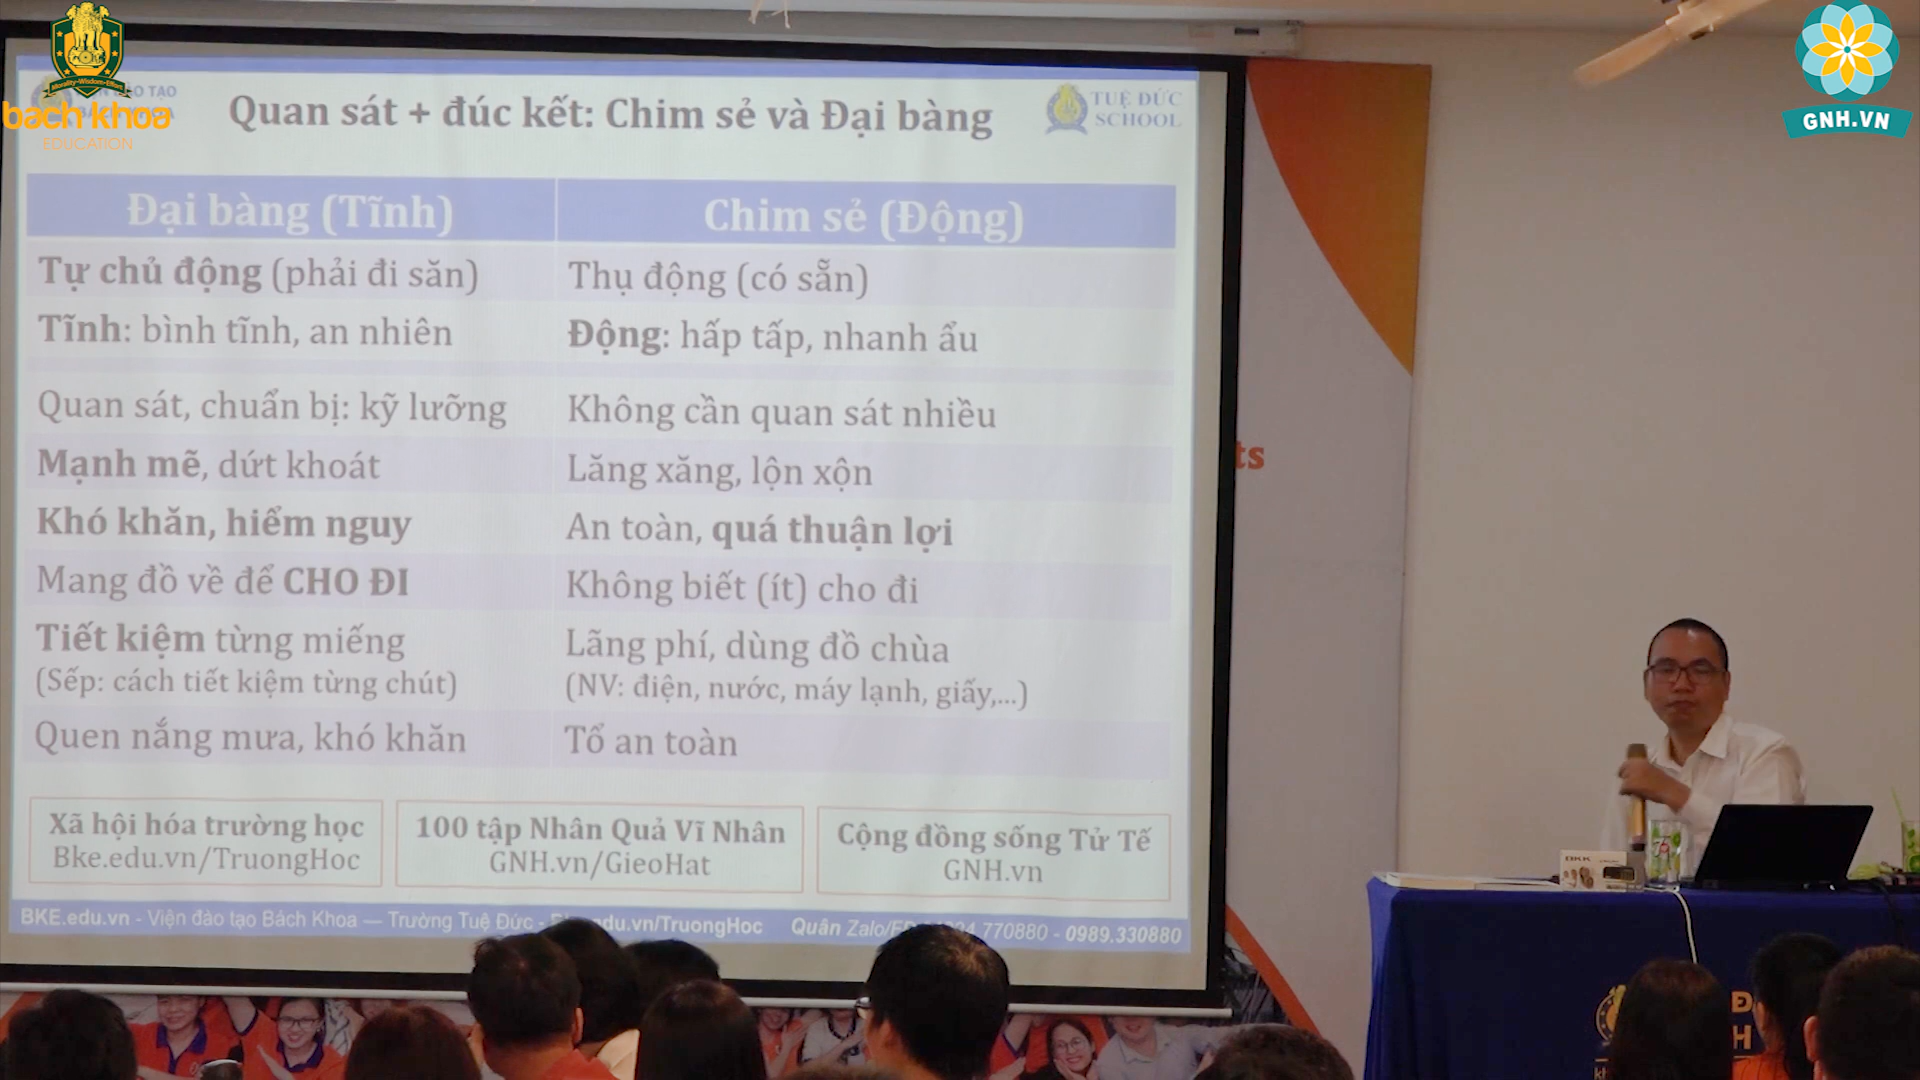 bách khoa
EDUCATION
Quan sát + đúc kết: Chim sẻ và Đại bàng
TUỆ ĐỨC
SCHOOL
GNH.VN
Đại bàng (Tĩnh)
Chim sẻ (Động)
Tự chủ động (phải đi săn)
Thụ động (có sẵn)
Tĩnh: bình tĩnh, an nhiên
Động: hấp tấp, nhanh ẩu
Quan sát, chuẩn bị: kỹ lưỡng
Không cần quan sát nhiều
Mạnh mẽ, dứt khoát
Lăng xăng, lộn xộn
Khó khăn, hiểm nguy
An toàn, quá thuận lợi
Mang đồ về để CHO ĐI
Không biết (ít) cho đi
Tiết kiệm từng miếng
(Sếp: cách tiết kiệm từng chút)
Lãng phí, dùng đồ chùa
(NV: điện, nước, máy lạnh, giấy,...)
Quen nắng mưa, khó khăn
Tổ an toàn
Xã hội hóa trường học
Bke.edu.vn/TruongHoc
100 tập Nhân Quả Vĩ Nhân
GNH.vn/GieoHat
Cộng đồng sống Tử Tế
GNH.vn
BKE.edu.vn - Viện đào tạo Bách Khoa — Trường Tuệ Đức - edu.vn/TruongHoc Quân Zalo/ 770880 - 0989.330880
ts